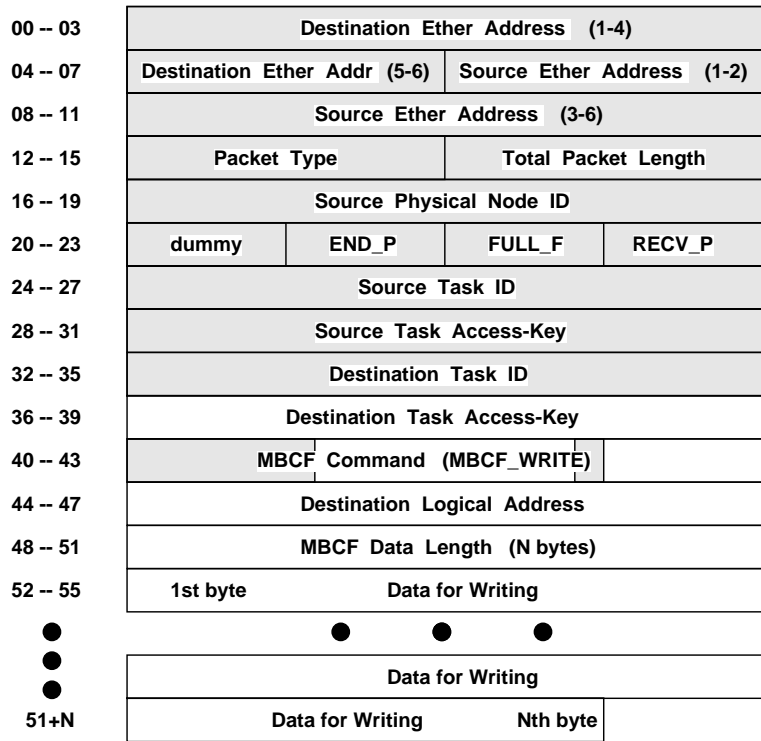 00 -- 03 Destination Ether Address (1-4)
04 -- 07 Destination Ether Addr (5-6) Source Ether Address (1-2)
08 -- 11 Source Ether Address (3-6)
12 -- 15 Packet Type Total Packet Length
16 -- 19 Source Physical Node ID
20 -- 23 dummy END_P FULL_F RECV_P
24 -- 27 Source Task ID
28 -- 31 Source Task Access-Key
32 -- 35 Destination Task ID
36 -- 39 Destination Task Access-Key
40 -- 43 MBCF Command (MBCF_WRITE)
44 -- 47 Destination Logical Address
48 -- 51 MBCF Data Length (N bytes)
52 -- 55 1st byte Data for Writing
Data for Writing
51+N Data for Writing Nth byte